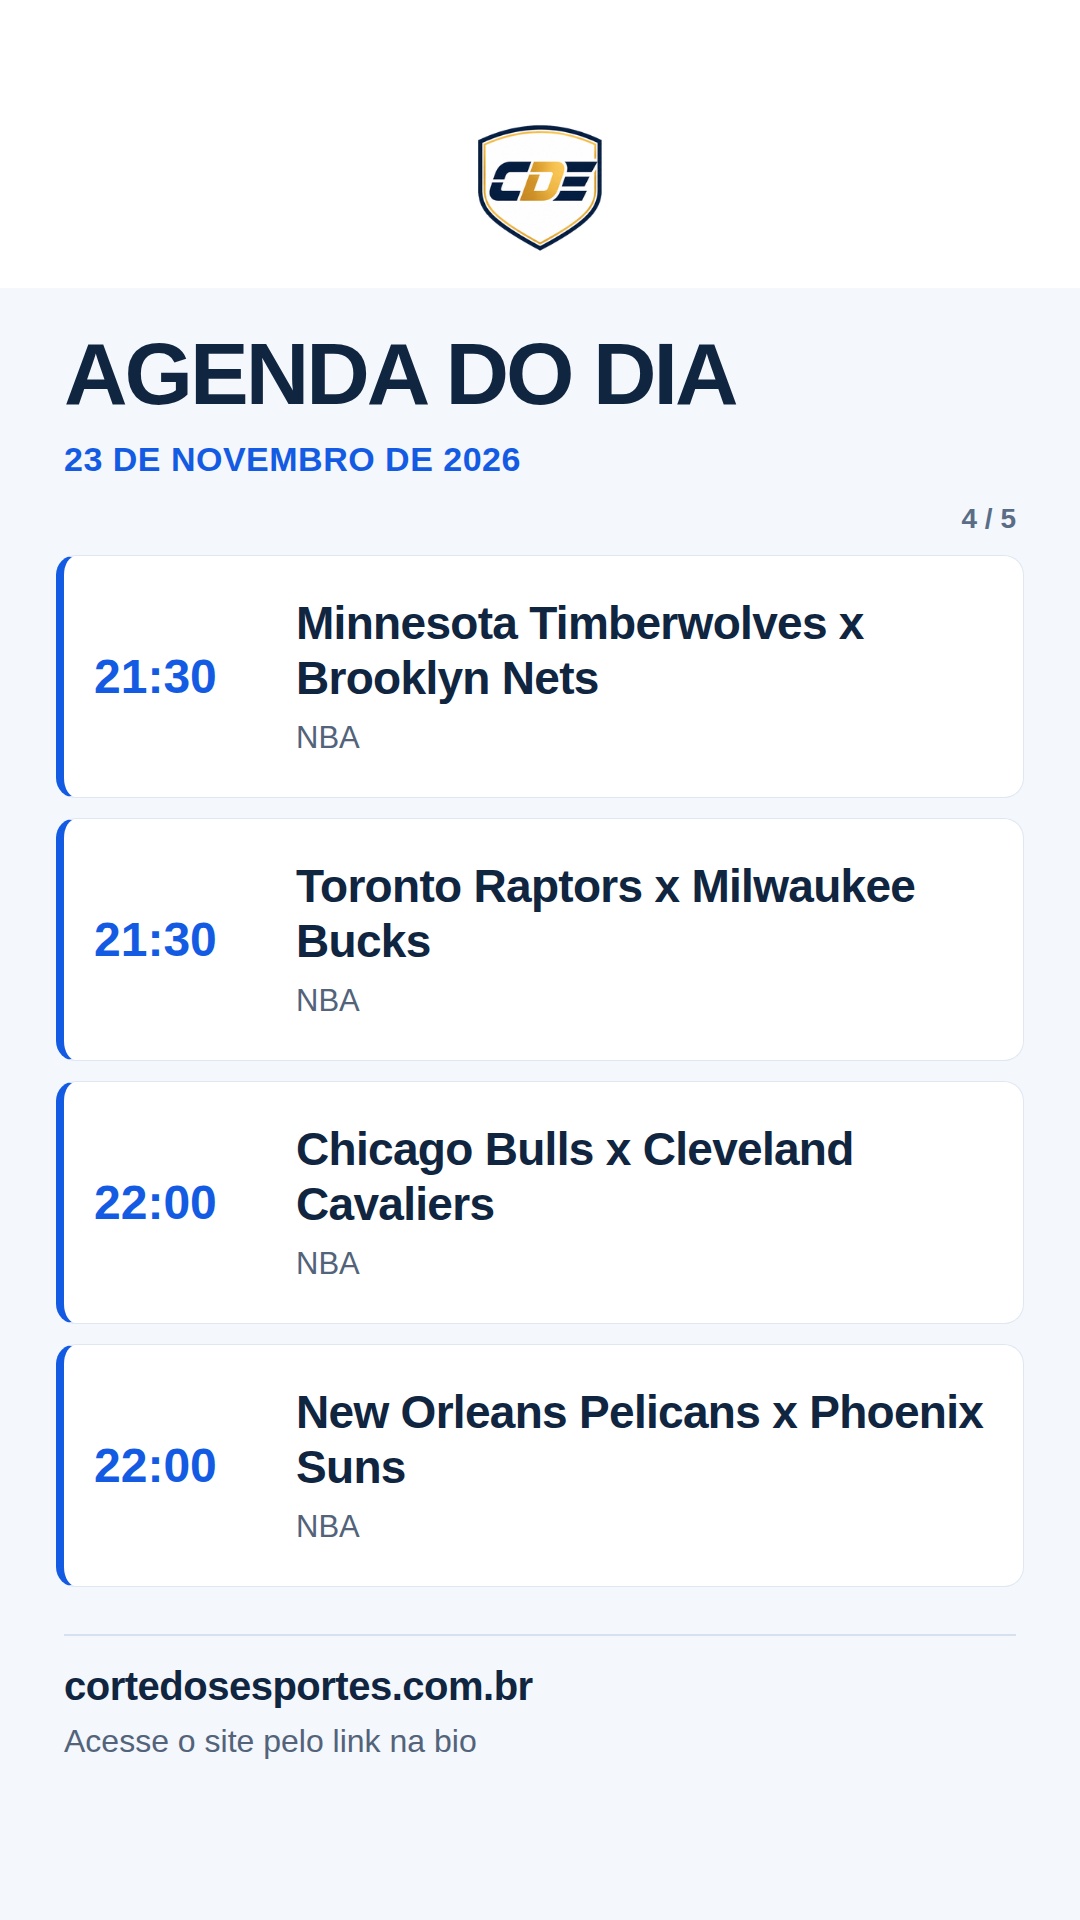 CDE
AGENDA DO DIA
23 DE NOVEMBRO DE 2026
4 / 5
21:30
Minnesota Timberwolves x
Brooklyn Nets
NBA
21:30
Toronto Raptors x Milwaukee
Bucks
NBA
22:00
Chicago Bulls x Cleveland
Cavaliers
NBA
22:00
New Orleans Pelicans x Phoenix
Suns
NBA
cortedosesportes.com.br
Acesse o site pelo link na bio